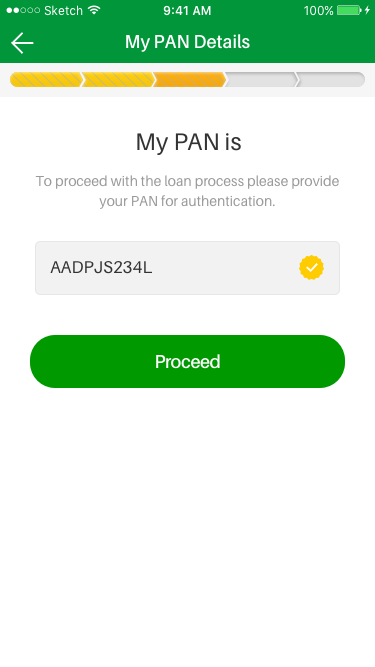 Sketch 9:41 AM 100%
My PAN Details
My PAN is
To proceed with the loan process please provide
your PAN for authentication.
AADPJS234L
Proceed